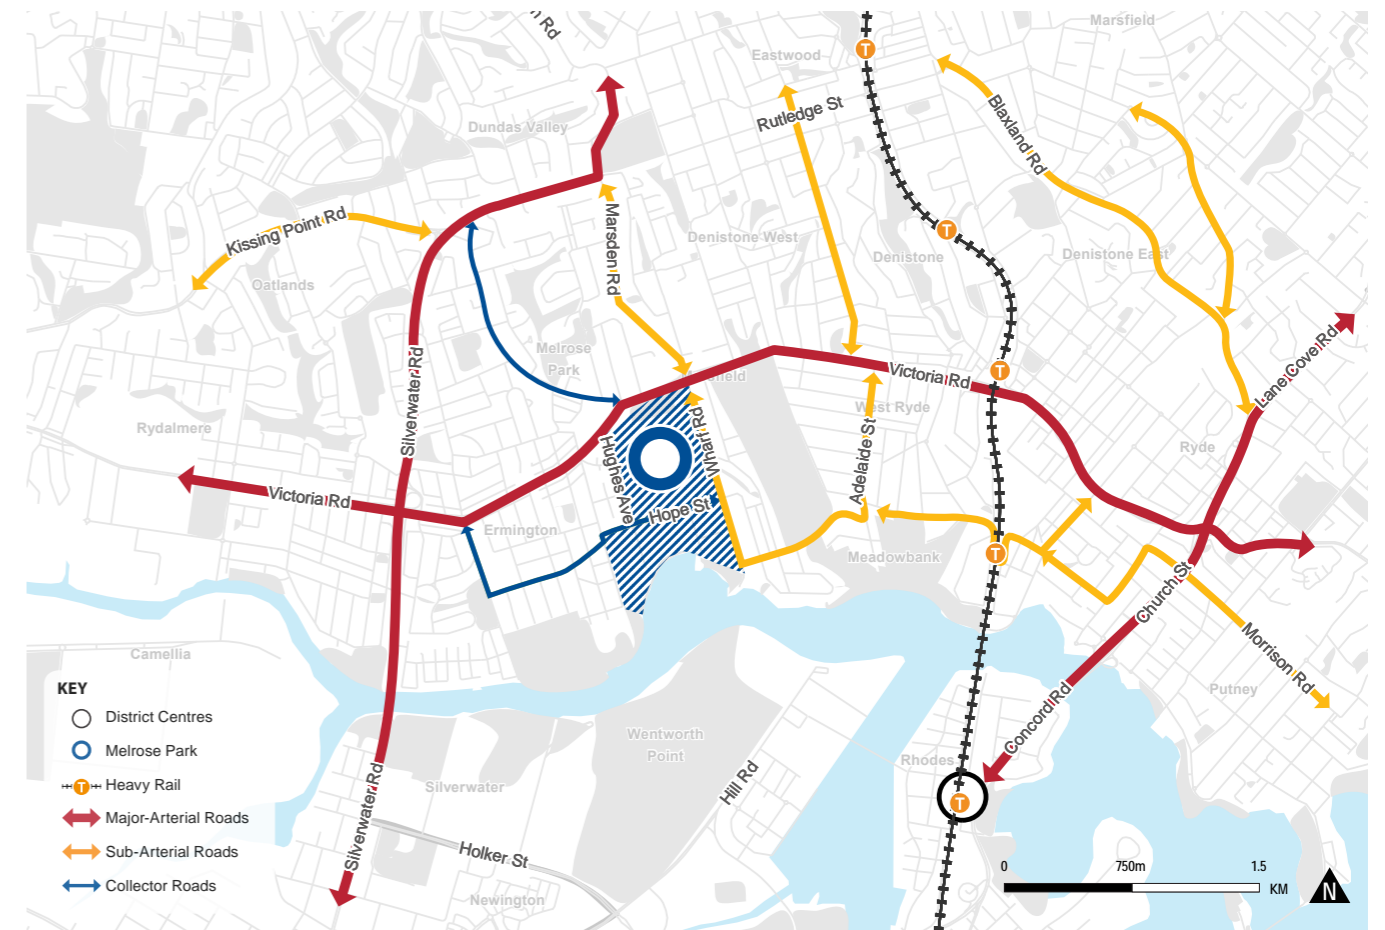 Rd
Marsfield
Eastwood
T
Blaxland Rd
Rutledge St
Dundas Valley
Kissing Point Rd
Marsden Rd
Denistone West
T
Denistone
Denistone East
Oatlands
Lane Cove Rd
Silverwater Rd
Melrose
Park
Victoria Rd
T
West Ryde
Rydalmere
Hughes Ave
Wharf Rd
Adelaide St
Ryde
Victoria Rd
Hope St
Ermington
Meadowbank
T
Church St
Camellia
Morrison Rd
Putney
Concord Rd
Wentworth
Point
Rhodes
T
Hill Rd
Silverwater
Silverwater Rd
Holker St
Newington
KEY
District Centres
Melrose Park
T Heavy Rail
Major-Arterial Roads
Sub-Arterial Roads
Collector Roads
0 750m 1.5
KM
N